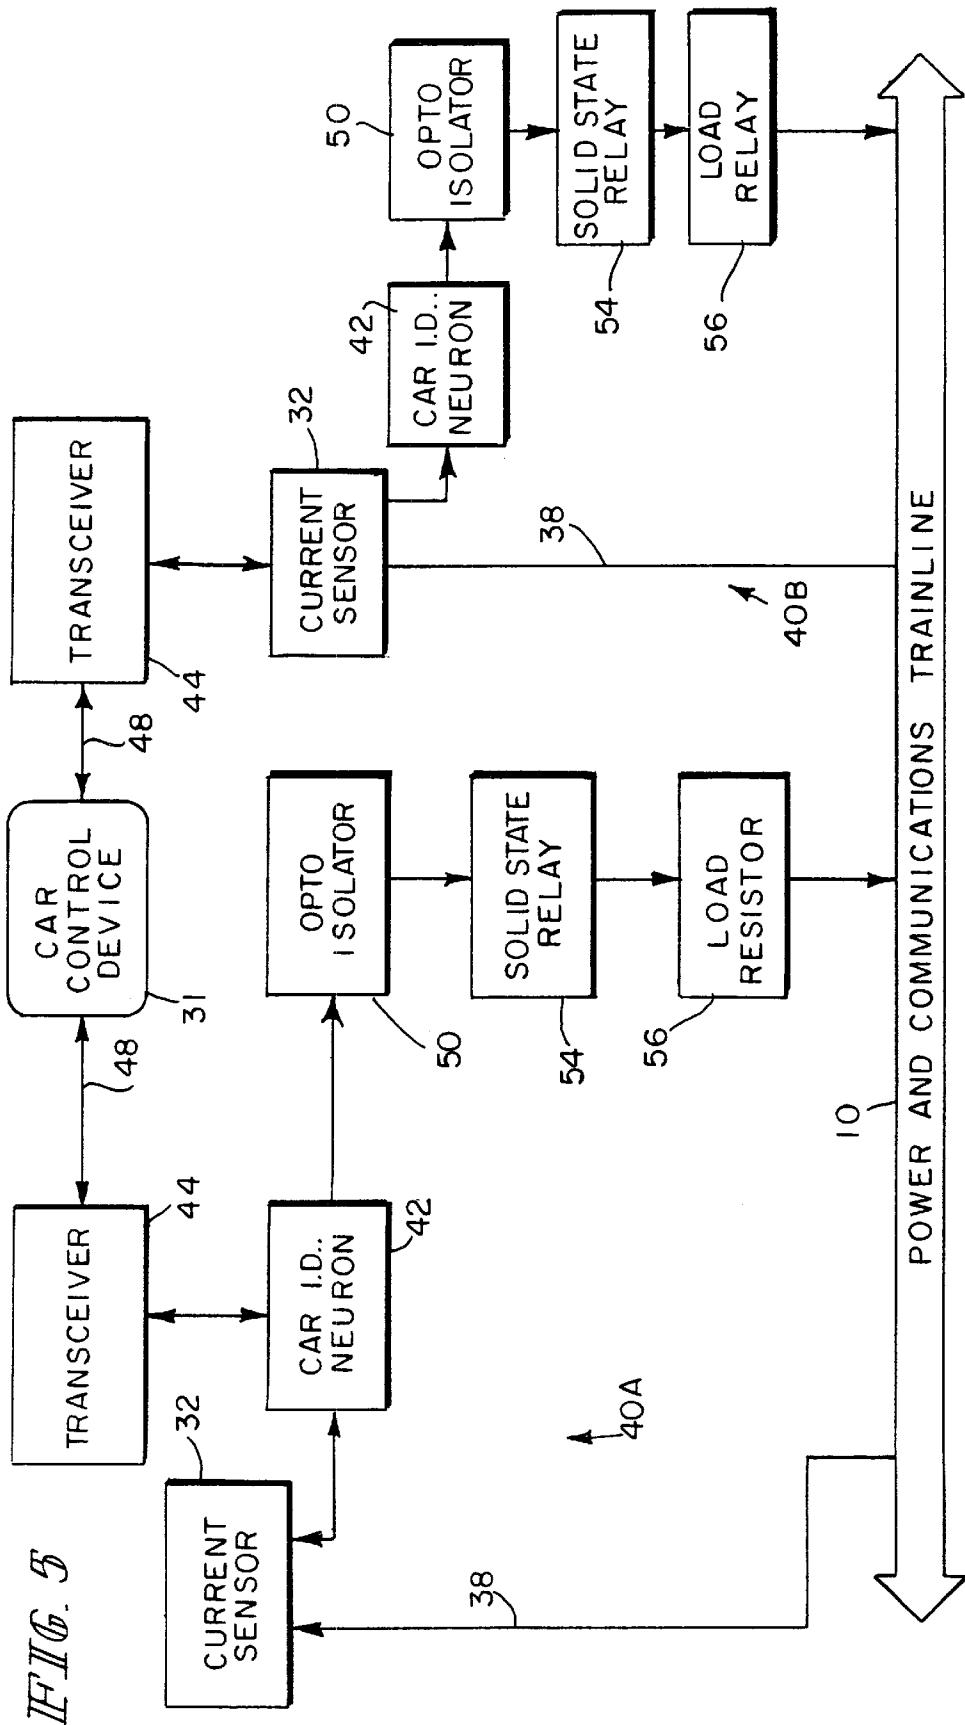 FIG. 5
TRANSCEIVER
44
48
CAR
CONTROL
DEVICE
31
48
TRANSCEIVER
44
CURRENT
SENSOR
32
CAR I.D..
NEURON
42
OPTO
ISOLATOR
50
SOLID STATE
RELAY
54
LOAD
RESISTOR
56
38
40A
CURRENT
SENSOR
32
CAR I.D..
NEURON
42
OPTO
ISOLATOR
50
SOLID STATE
RELAY
54
LOAD
RELAY
56
38
40B
10
POWER AND COMMUNICATIONS TRAINLINE